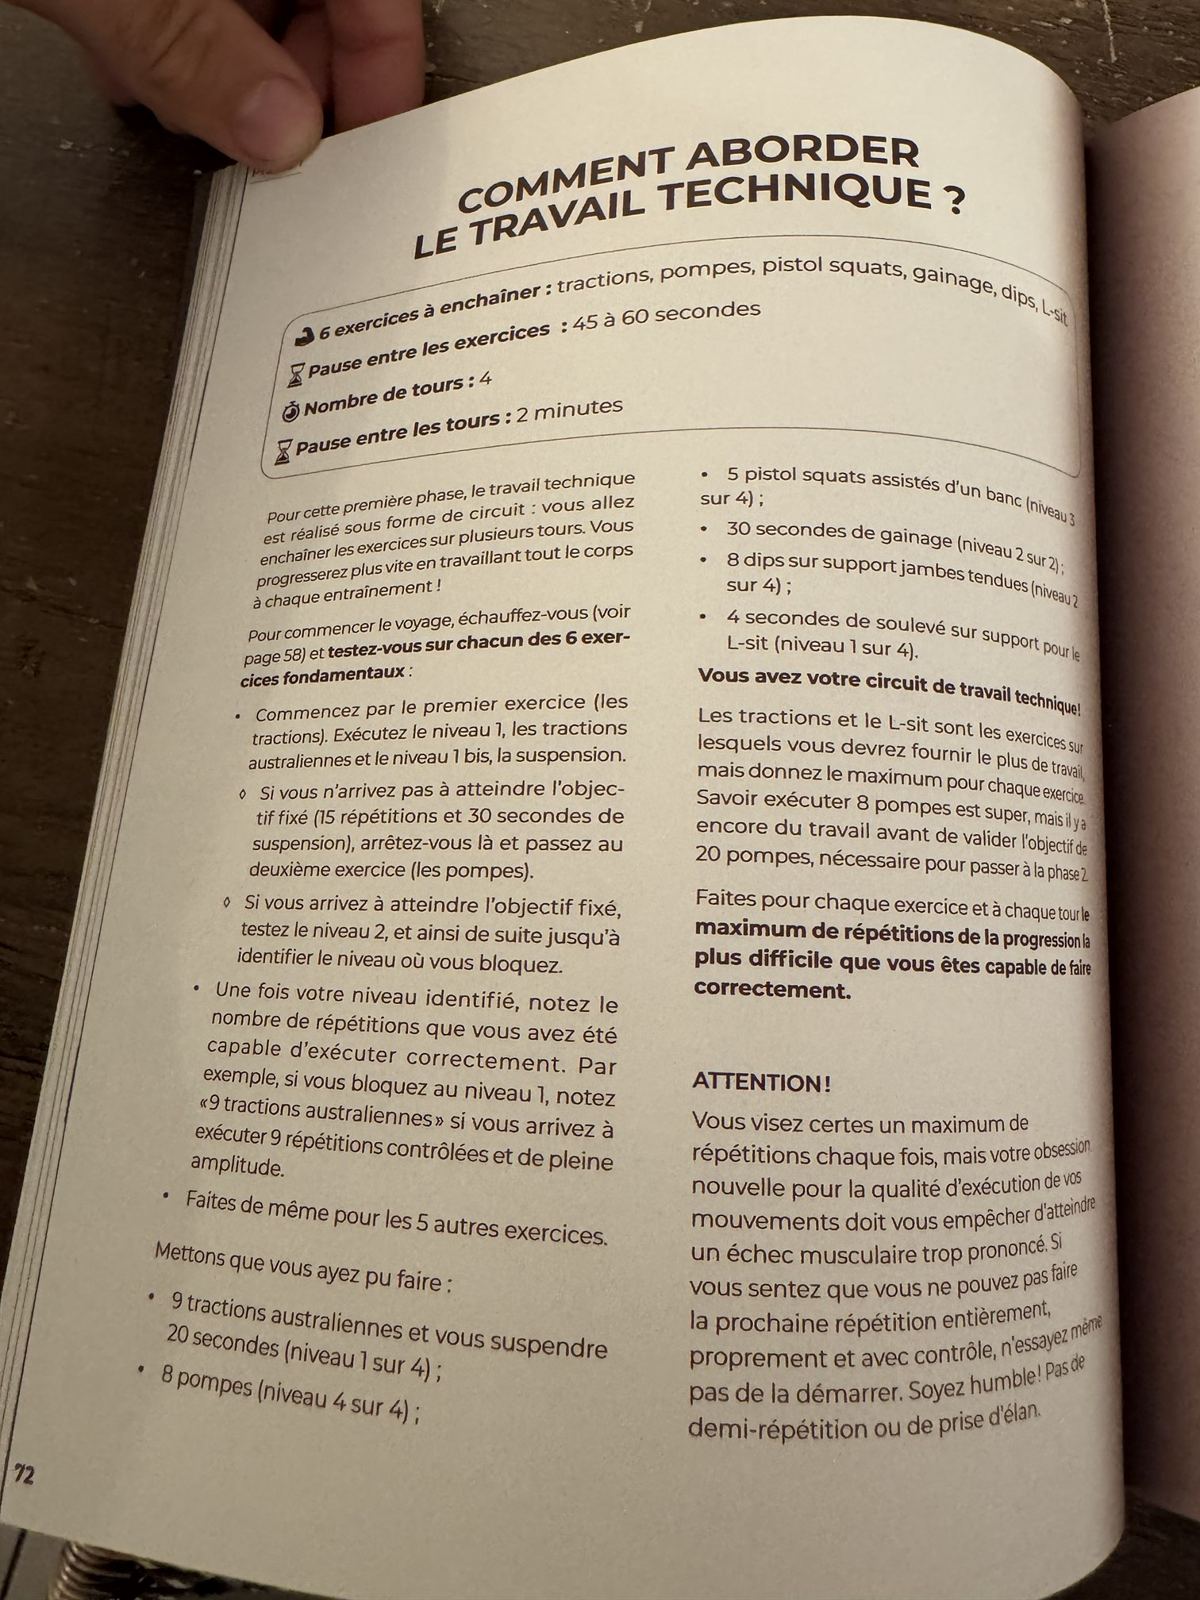 COMMENT ABORDER
LE TRAVAIL TECHNIQUE ?
6 exercices à enchaîner : tractions, pompes, pistol squats, gainage, dips, L-sit
Pause entre les exercices : 45 à 60 secondes
Nombre de tours : 4
Pause entre les tours : 2 minutes
Pour cette première phase, le travail technique
est réalisé sous forme de circuit : vous allez
enchaîner les exercices sur plusieurs tours. Vous
progresserez plus vite en travaillant tout le corps
à chaque entraînement !
Pour commencer le voyage, échauffez-vous (voir
page 58) et testez-vous sur chacun des 6 exer-
cices fondamentaux :
• Commencez par le premier exercice (les
tractions). Exécutez le niveau 1, les tractions
australiennes et le niveau 1 bis, la suspension.
◊ Si vous n'arrivez pas à atteindre l'objec-
tif fixé (15 répétitions et 30 secondes de
suspension), arrêtez-vous là et passez au
deuxième exercice (les pompes).
◊ Si vous arrivez à atteindre l'objectif fixé,
testez le niveau 2, et ainsi de suite jusqu'à
identifier le niveau où vous bloquez.
• Une fois votre niveau identifié, notez le
nombre de répétitions que vous avez été
capable d'exécuter correctement. Par
exemple, si vous bloquez au niveau 1, notez
«9 tractions australiennes» si vous arrivez à
exécuter 9 répétitions contrôlées et de pleine
amplitude.
• Faites de même pour les 5 autres exercices.
Mettons que vous ayez pu faire :
• 9 tractions australiennes et vous suspendre
20 secondes (niveau 1 sur 4) ;
• 8 pompes (niveau 4 sur 4) ;
• 5 pistol squats assistés d'un banc (niveau 3
sur 4) ;
• 30 secondes de gainage (niveau 2 sur 2) ;
• 8 dips sur support jambes tendues (niveau 2
sur 4) ;
• 4 secondes de soulevé sur support pour le
L-sit (niveau 1 sur 4).
Vous avez votre circuit de travail technique!
Les tractions et le L-sit sont les exercices sur
lesquels vous devrez fournir le plus de travail,
mais donnez le maximum pour chaque exercice.
Savoir exécuter 8 pompes est super, mais il y a
encore du travail avant de valider l'objectif de
20 pompes, nécessaire pour passer à la phase 2.
Faites pour chaque exercice et à chaque tour le
maximum de répétitions de la progression la
plus difficile que vous êtes capable de faire
correctement.
ATTENTION!
Vous visez certes un maximum de
répétitions chaque fois, mais votre obsession
nouvelle pour la qualité d'exécution de vos
mouvements doit vous empêcher d'atteindre
un échec musculaire trop prononcé. Si
vous sentez que vous ne pouvez pas faire
la prochaine répétition entièrement,
proprement et avec contrôle, n'essayez même
pas de la démarrer. Soyez humble! Pas de
demi-répétition ou de prise d'élan.
72